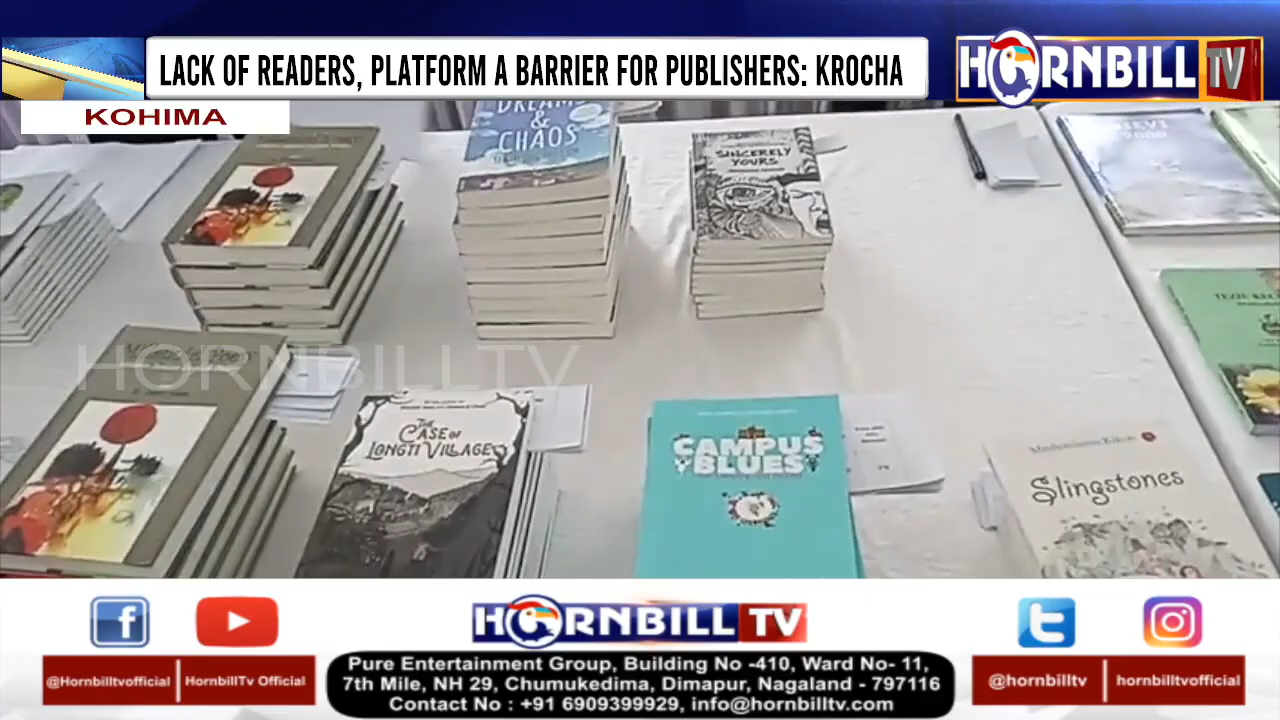 LACK OF READERS, PLATFORM A BARRIER FOR PUBLISHERS: KROCHA
HORNBILL TV
KOHIMA
DREAMS
&
CHAOS
SINCERELY
YOURS
2000
HORNBILLTV
THE
CASE OF
LONGTI VILLAGE
CAMPUS
BLUES
Slingstones
HORNBILL TV
@Hornbilltvofficial
HornbillTv Official
Pure Entertainment Group, Building No -410, Ward No- 11,
7th Mile, NH 29, Chumukedima, Dimapur, Nagaland - 797116
Contact No : +91 6909399929, info@hornbilltv.com
@hornbilltv
hornbilltvofficial